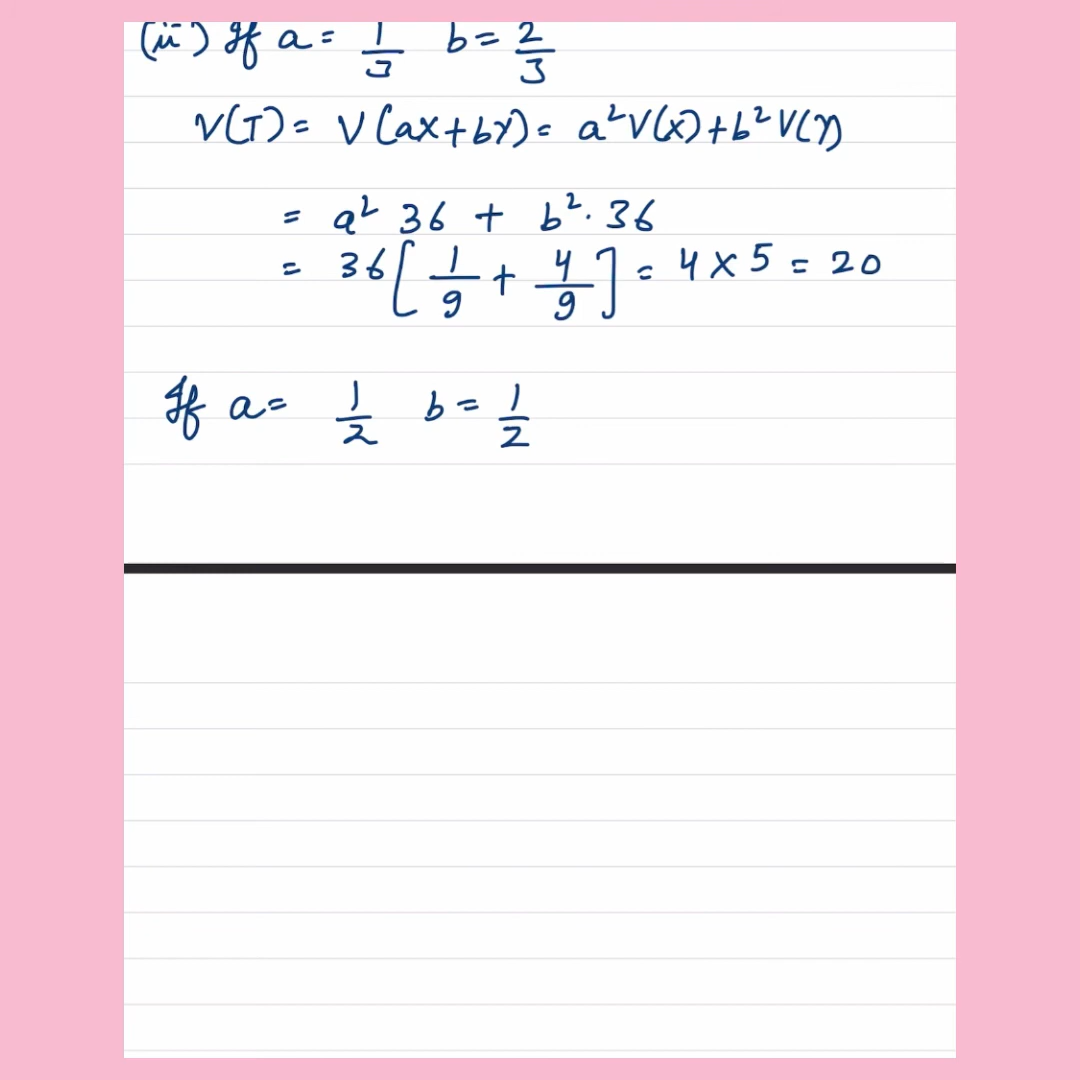 (ii) If a = 1/3 b = 2/3
V(T) = V(aX+bY) = a²V(X)+b²V(Y)
= a² 36 + b². 36
= 36[1/9 + 4/9] = 4 × 5 = 20
If a = 1/2 b = 1/2